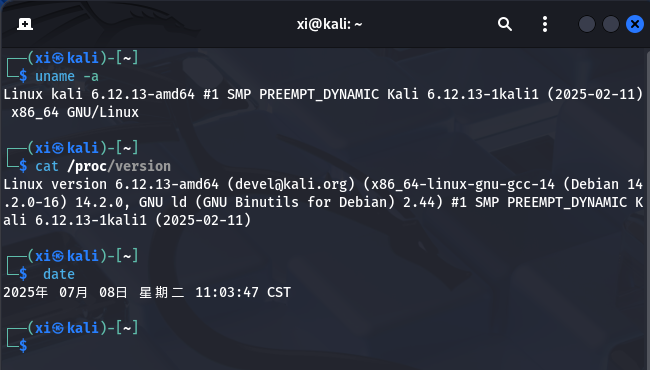 xi@kali: ~
┌──(xi㉿kali)-[~]
└─$ uname -a
Linux kali 6.12.13-amd64 #1 SMP PREEMPT_DYNAMIC Kali 6.12.13-1kali1 (2025-02-11)
 x86_64 GNU/Linux
┌──(xi㉿kali)-[~]
└─$ cat /proc/version
Linux version 6.12.13-amd64 (devel@kali.org) (x86_64-linux-gnu-gcc-14 (Debian 14
.2.0-16) 14.2.0, GNU ld (GNU Binutils for Debian) 2.44) #1 SMP PREEMPT_DYNAMIC K
ali 6.12.13-1kali1 (2025-02-11)
┌──(xi㉿kali)-[~]
└─$  date
2025年 07月 08日 星期二 11:03:47 CST
┌──(xi㉿kali)-[~]
└─$